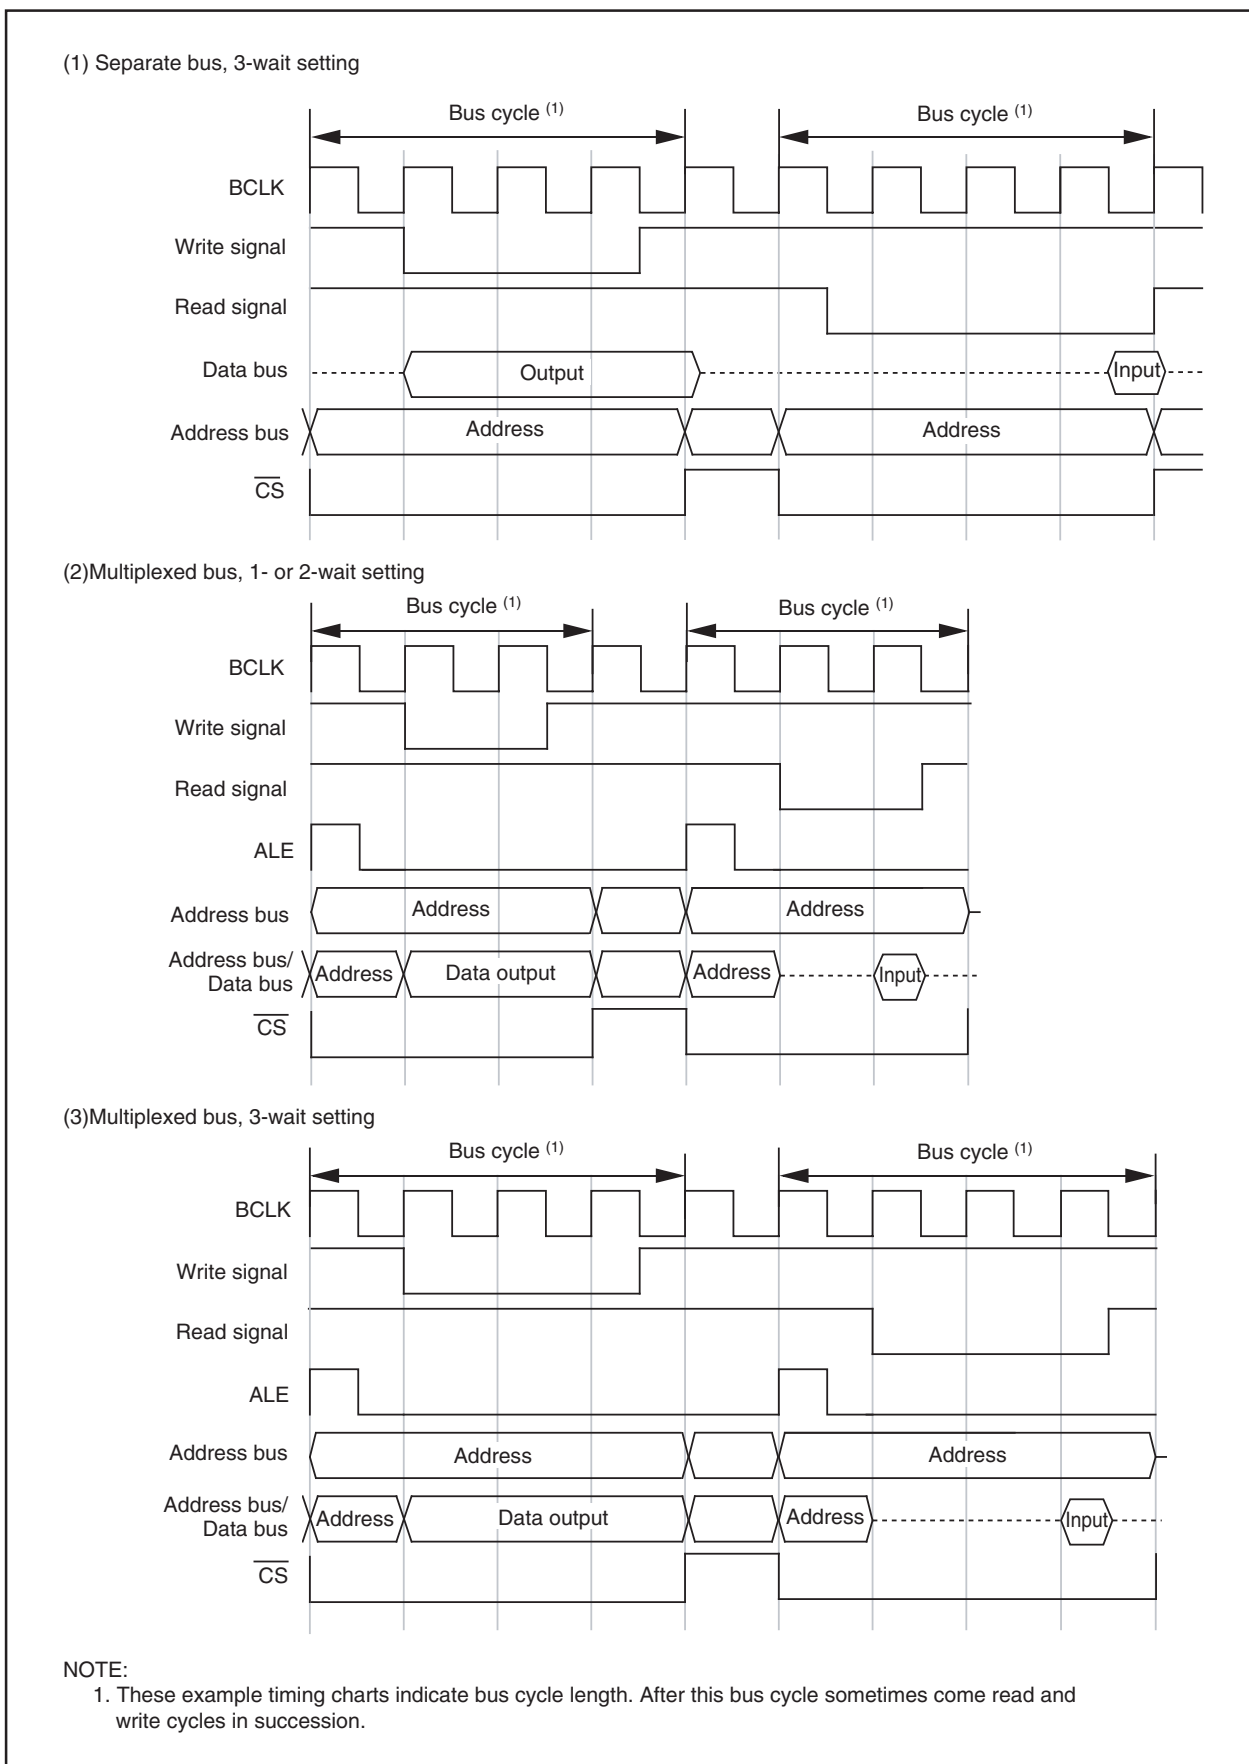 (1) Separate bus, 3-wait setting
Bus cycle (1)
Bus cycle (1)
BCLK
Write signal
Read signal
Data bus
Output
Input
Address bus
Address
Address
CS
(2)Multiplexed bus, 1- or 2-wait setting
Bus cycle (1)
Bus cycle (1)
BCLK
Write signal
Read signal
ALE
Address bus
Address
Address
Address bus/
Data bus
Address
Data output
Address
Input
CS
(3)Multiplexed bus, 3-wait setting
Bus cycle (1)
Bus cycle (1)
BCLK
Write signal
Read signal
ALE
Address bus
Address
Address
Address bus/
Data bus
Address
Data output
Address
Input
CS
NOTE:
1. These example timing charts indicate bus cycle length. After this bus cycle sometimes come read and
write cycles in succession.